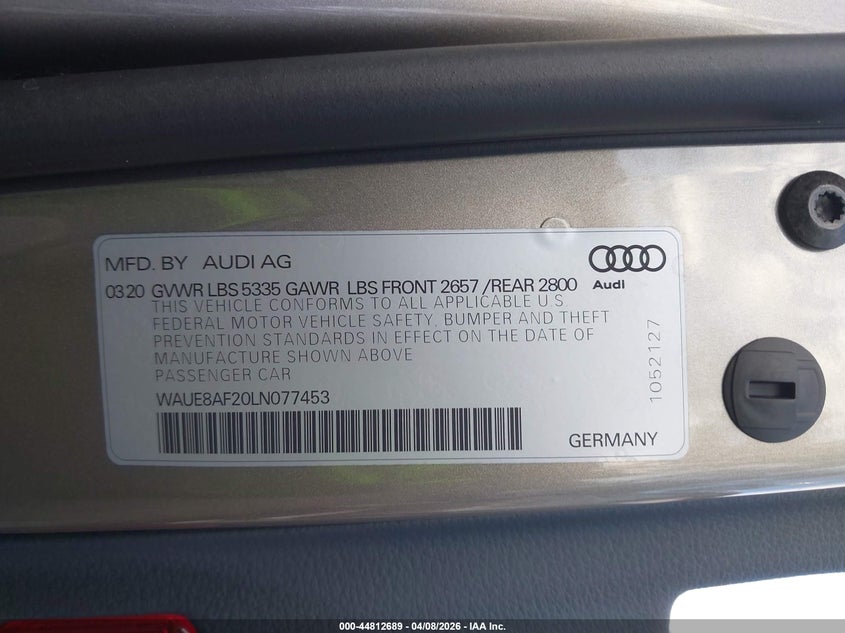 MFD. BY AUDI AG
Audi
0320 GVWR LBS 5335 GAWR LBS FRONT 2657 /REAR 2800
THIS VEHICLE CONFORMS TO ALL APPLICABLE U S
FEDERAL MOTOR VEHICLE SAFETY, BUMPER AND THEFT
PREVENTION STANDARDS IN EFFECT ON THE DATE OF
MANUFACTURE SHOWN ABOVE
PASSENGER CAR
WAUE8AF20LN077453
GERMANY
1052127
000-44812689 - 04/08/2026 - IAA Inc.